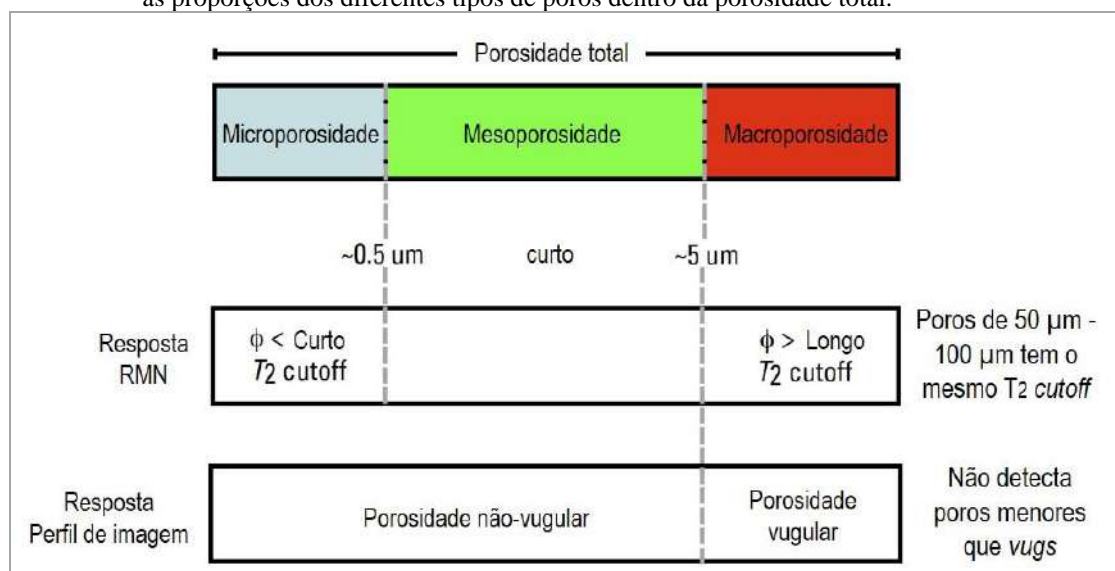 as proporções dos diferentes tipos de poros dentro da porosidade total.
Porosidade total
Microporosidade
Mesoporosidade
Macroporosidade
~0.5 um
curto
~5 um
Resposta
RMN
ϕ < Curto
T2 cutoff
ϕ > Longo
T2 cutoff
Poros de 50 µm -
100 µm tem o
mesmo T2 cutoff
Resposta
Perfil de imagem
Porosidade não-vugular
Porosidade
vugular
Não detecta
poros menores
que vugs